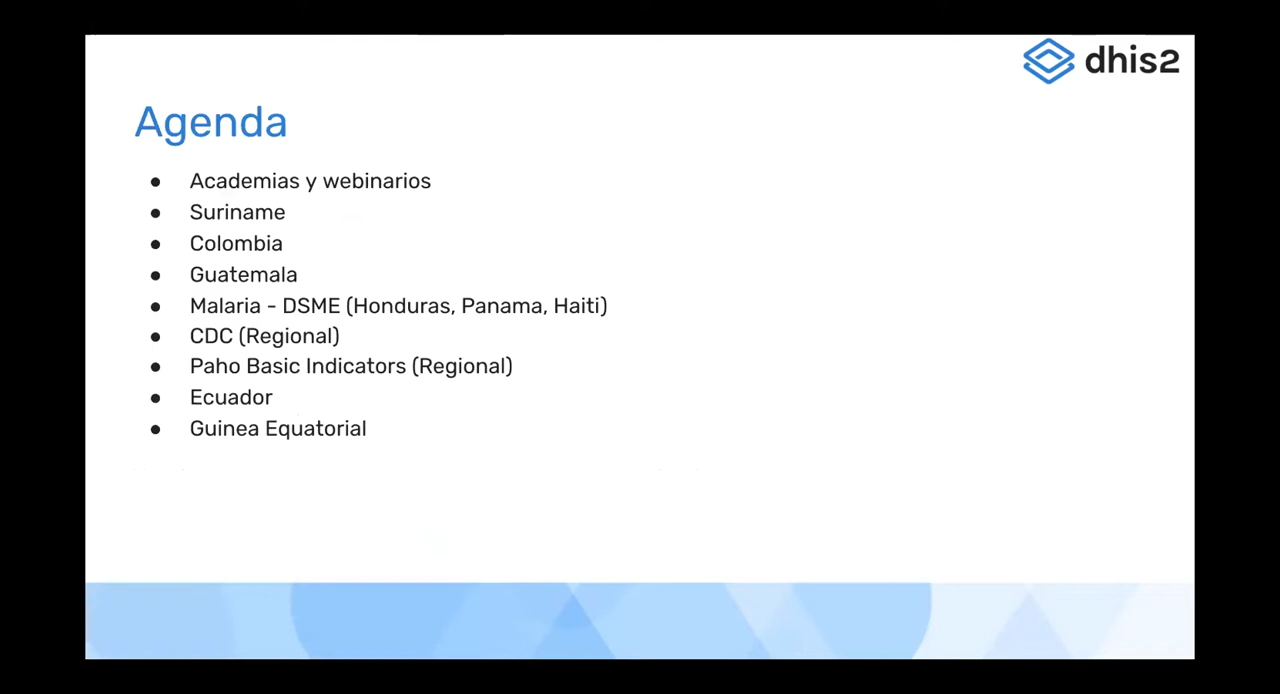 dhis2
Agenda
● Academias y webinarios
● Suriname
● Colombia
● Guatemala
● Malaria - DSME (Honduras, Panama, Haiti)
● CDC (Regional)
● Paho Basic Indicators (Regional)
● Ecuador
● Guinea Equatorial